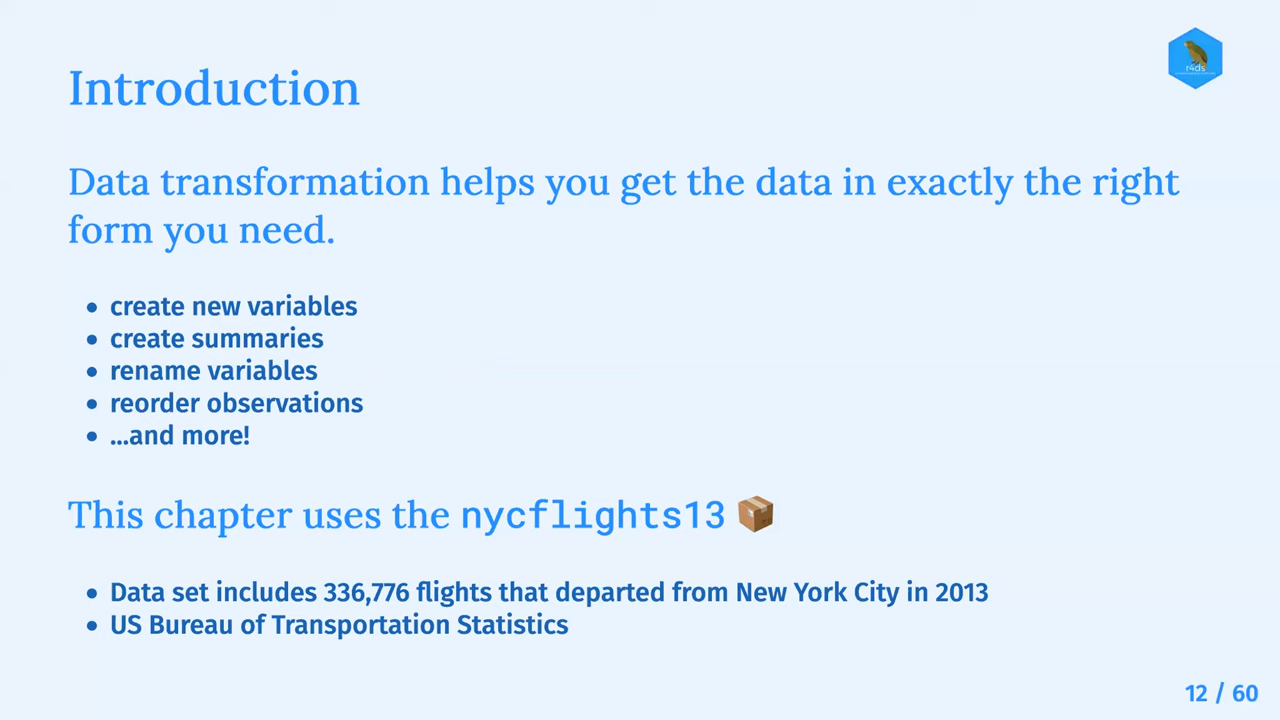 r4ds
Introduction
Data transformation helps you get the data in exactly the right
form you need.
• create new variables
• create summaries
• rename variables
• reorder observations
• ...and more!
This chapter uses the nycflights13 📦
• Data set includes 336,776 flights that departed from New York City in 2013
• US Bureau of Transportation Statistics
12 / 60